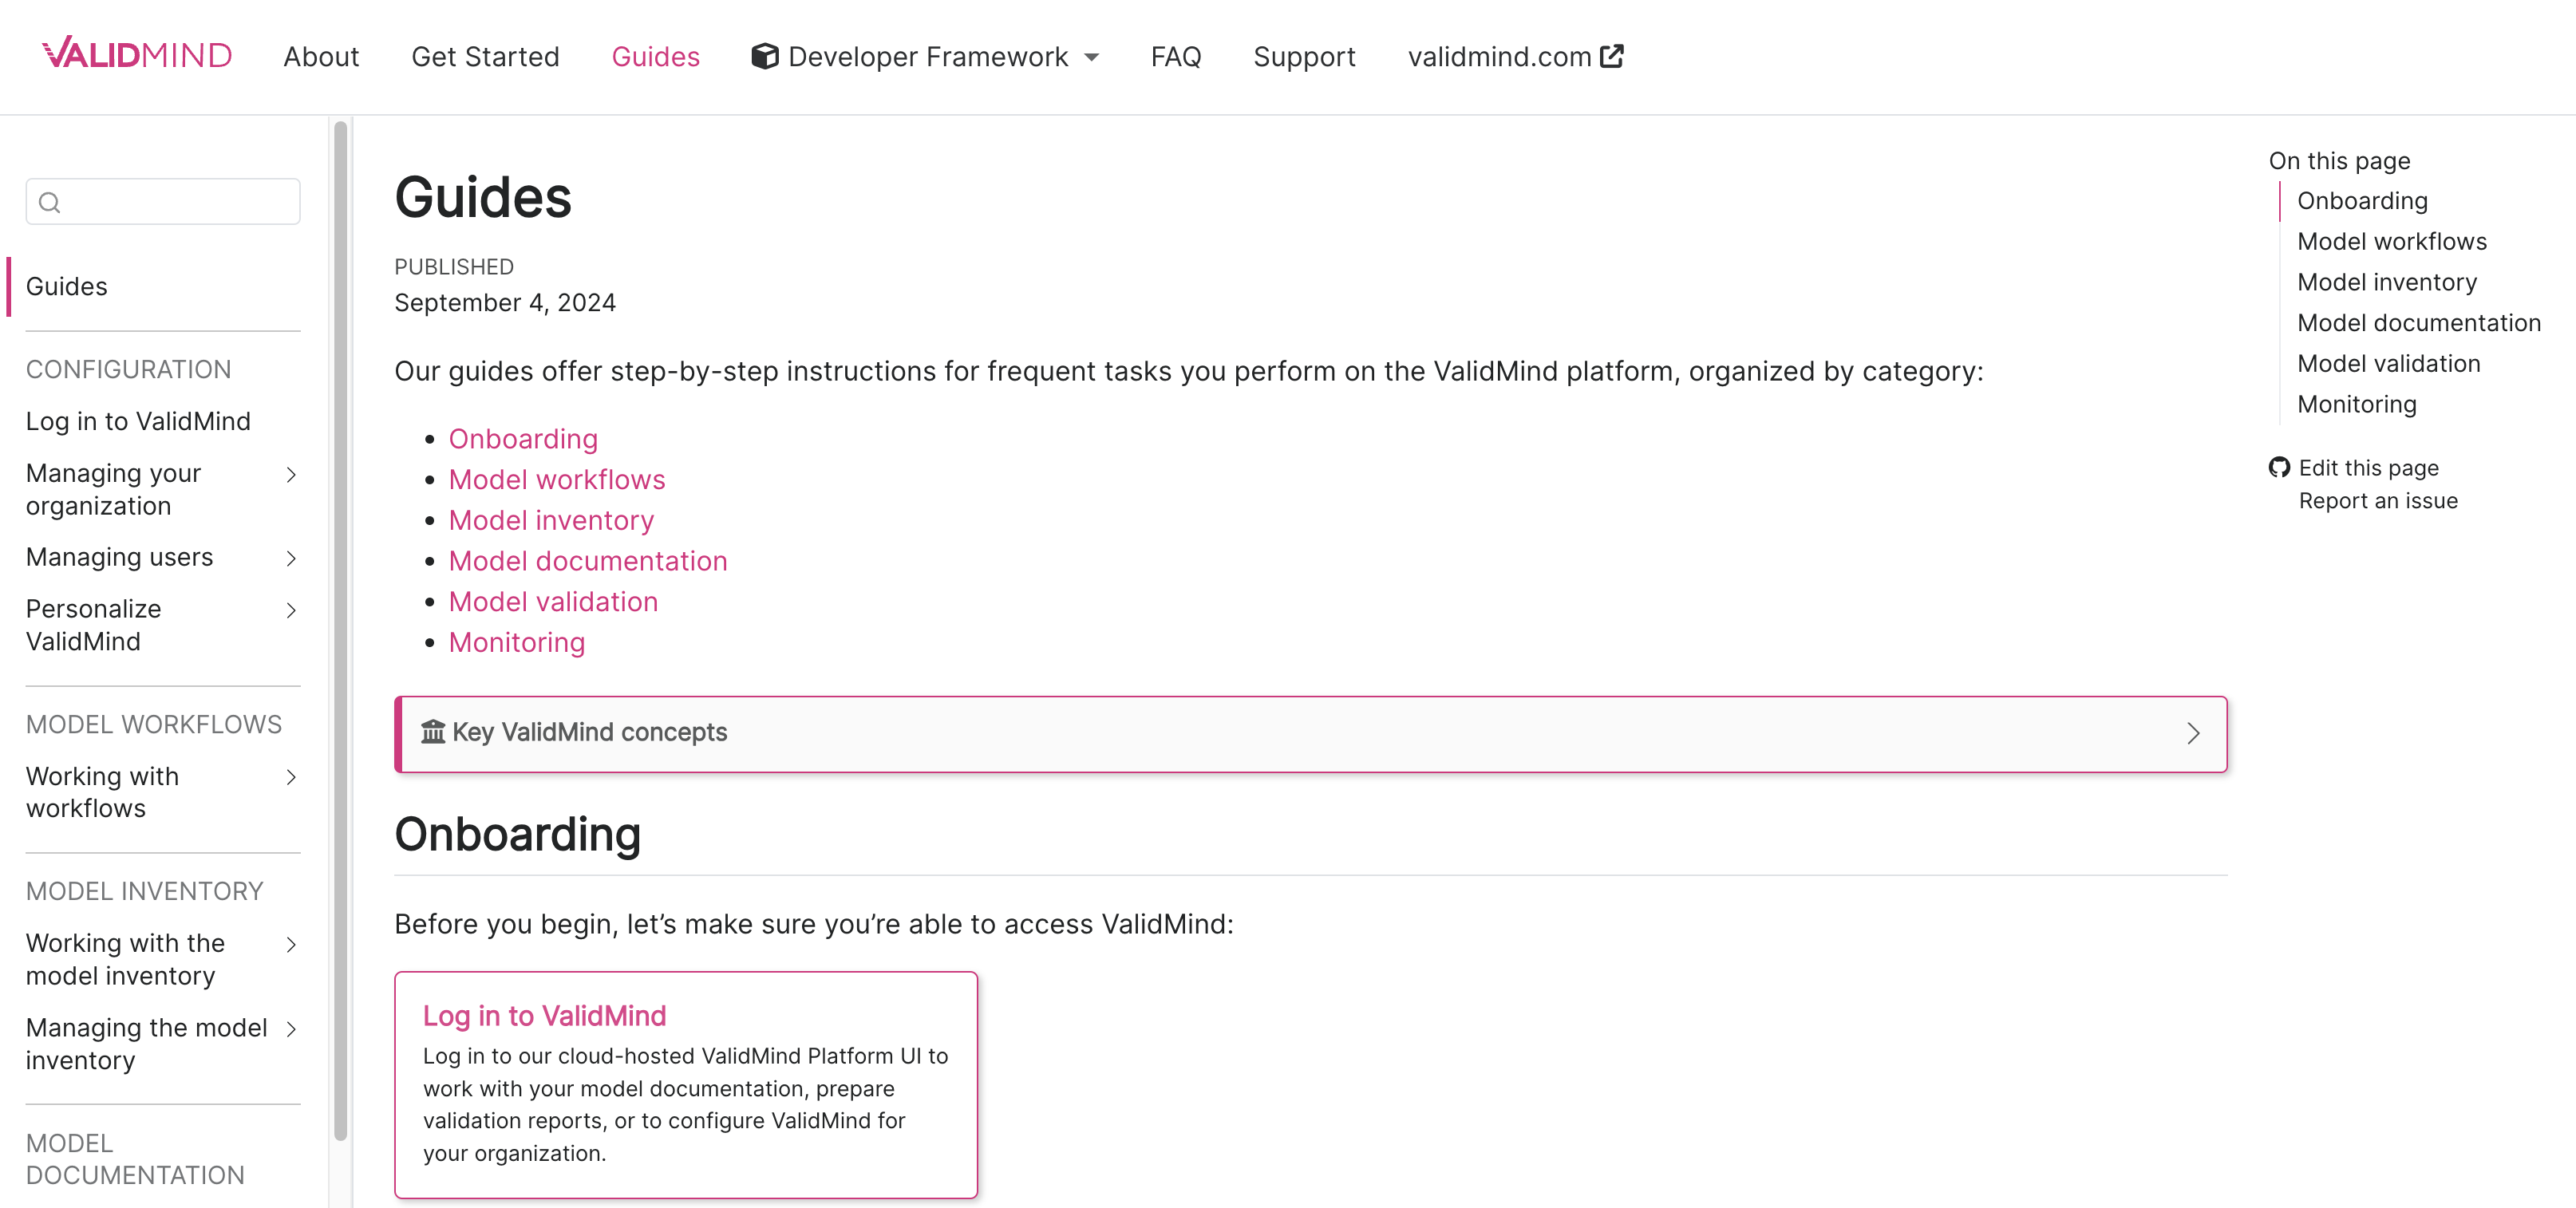 VALIDMIND About Get Started Guides Developer Framework FAQ Support validmind.com
Guides
CONFIGURATION
Log in to ValidMind
Managing your
organization
Managing users
Personalize
ValidMind
MODEL WORKFLOWS
Working with
workflows
MODEL INVENTORY
Working with the
model inventory
Managing the model
inventory
MODEL
DOCUMENTATION
Guides
PUBLISHED
September 4, 2024
Our guides offer step-by-step instructions for frequent tasks you perform on the ValidMind platform, organized by category:
• Onboarding
• Model workflows
• Model inventory
• Model documentation
• Model validation
• Monitoring
Key ValidMind concepts
Onboarding
Before you begin, let’s make sure you’re able to access ValidMind:
Log in to ValidMind
Log in to our cloud-hosted ValidMind Platform UI to
work with your model documentation, prepare
validation reports, or to configure ValidMind for
your organization.
On this page
Onboarding
Model workflows
Model inventory
Model documentation
Model validation
Monitoring
Edit this page
Report an issue